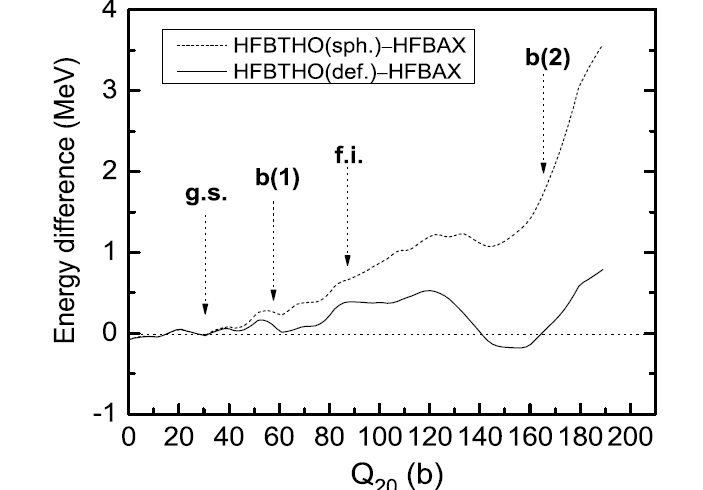 HFBTHO(sph.)–HFBAX
HFBTHO(def.)–HFBAX
b(2)
f.i.
b(1)
g.s.
Energy difference (MeV)
4
3
2
1
0
-1
0 20 40 60 80 100 120 140 160 180 200
Q20 (b)